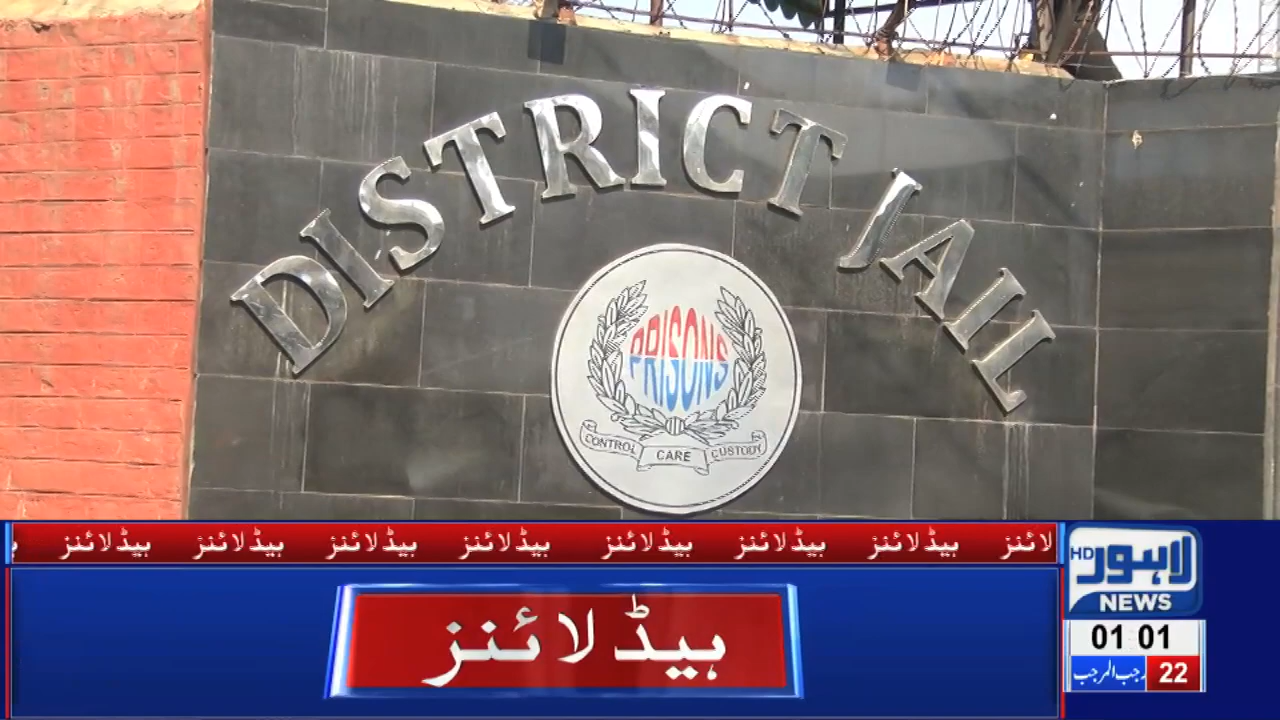 DISTRICT JAIL
PRISONS
CONTROL CARE CUSTODY
ہیڈلائنز ہیڈلائنز ہیڈلائنز ہیڈلائنز ہیڈلائنز ہیڈلائنز ہیڈلائنز لائنز
HD لاہور
NEWS
ہیڈلائنز
01 01
22 رجب المرجب